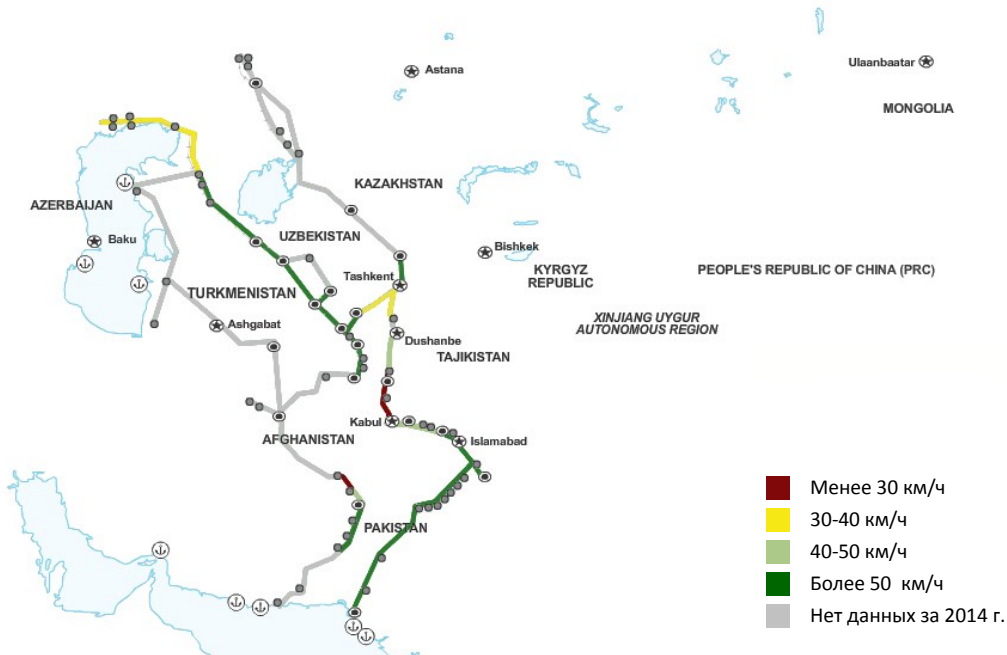 Astana
Ulaanbaatar
MONGOLIA
KAZAKHSTAN
AZERBAIJAN
UZBEKISTAN
Baku
Bishkek
Tashkent
KYRGYZ
REPUBLIC
PEOPLE'S REPUBLIC OF CHINA (PRC)
TURKMENISTAN
XINJIANG UYGUR
AUTONOMOUS REGION
Ashgabat
Dushanbe
TAJIKISTAN
Kabul
AFGHANISTAN
Islamabad
PAKISTAN
Менее 30 км/ч
30-40 км/ч
40-50 км/ч
Более 50 км/ч
Нет данных за 2014 г.